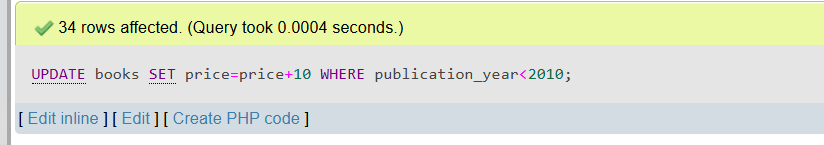 34 rows affected. (Query took 0.0004 seconds.)
UPDATE books SET price=price+10 WHERE publication_year<2010;
[ Edit inline ] [ Edit ] [ Create PHP code ]